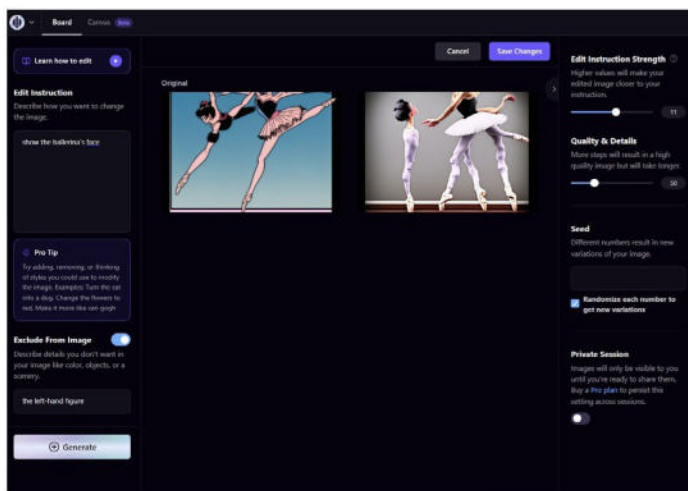 Board Canvas Beta
Learn how to edit
Edit Instruction
Describe how you want to change
the image.
show the ballerina's face
Pro Tip
Try adding, removing, or thinking
of styles you could use to modify
the image. Examples: Turn the cat
into a dog. Change the flowers to
red. Make it more like van gogh
Exclude From Image
Describe details you don't want in
your image like color, objects, or a
scenery.
the left-hand figure
Generate
Cancel Save Changes
Original
Edit Instruction Strength
Higher values will make your
edited image closer to your
instruction.
11
Quality & Details
More steps will result in a high
quality image but will take longer.
50
Seed
Different numbers result in new
variations of your image.
Randomize each number to
get new variations
Private Session
Images will only be visible to you
until you're ready to share them.
Buy a Pro plan to persist this
setting across sessions.